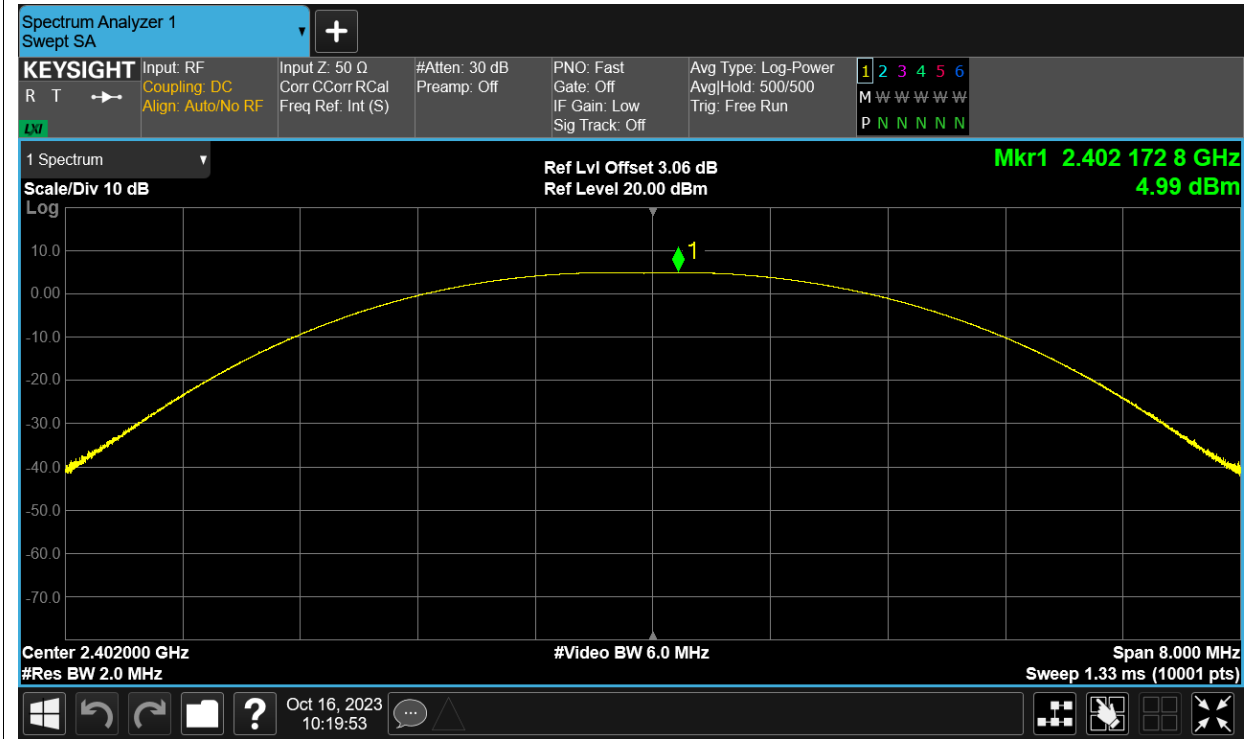 Spectrum Analyzer 1
Swept SA
KEYSIGHT
R T
LXI
Input: RF
Coupling: DC
Align: Auto/No RF
Input Z: 50 Ω
Corr CCorr RCal
Freq Ref: Int (S)
#Atten: 30 dB
Preamp: Off
PNO: Fast
Gate: Off
IF Gain: Low
Sig Track: Off
Avg Type: Log-Power
Avg|Hold: 500/500
Trig: Free Run
1 2 3 4 5 6
M W W W W W
P N N N N N
1 Spectrum
Scale/Div 10 dB
Log
Ref Lvl Offset 3.06 dB
Ref Level 20.00 dBm
Mkr1 2.402 172 8 GHz
4.99 dBm
1
10.0
0.00
-10.0
-20.0
-30.0
-40.0
-50.0
-60.0
-70.0
Center 2.402000 GHz
#Video BW 6.0 MHz
Span 8.000 MHz
#Res BW 2.0 MHz
Sweep 1.33 ms (10001 pts)
?
Oct 16, 2023
10:19:53